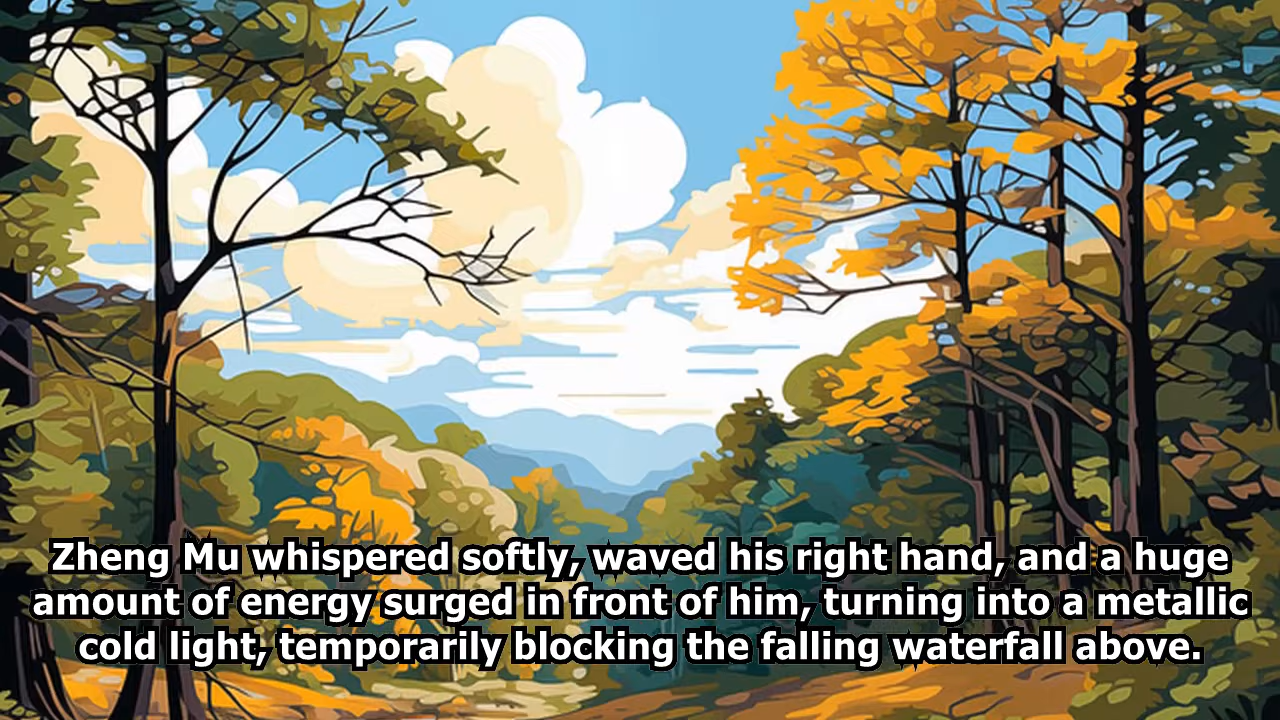 Zheng Mu whispered softly, waved his right hand, and a huge
amount of energy surged in front of him, turning into a metallic
cold light, temporarily blocking the falling waterfall above.